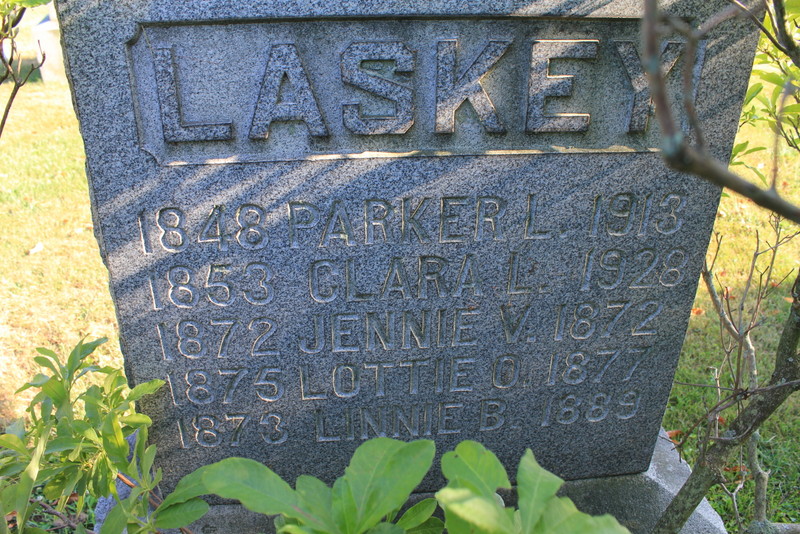 LASKEY
1848 PARKER L. 1913
1853 CLARA L. 1928
1872 JENNIE V. 1872
1875 LOTTIE O. 1877
1873 LINNIE B. 1889